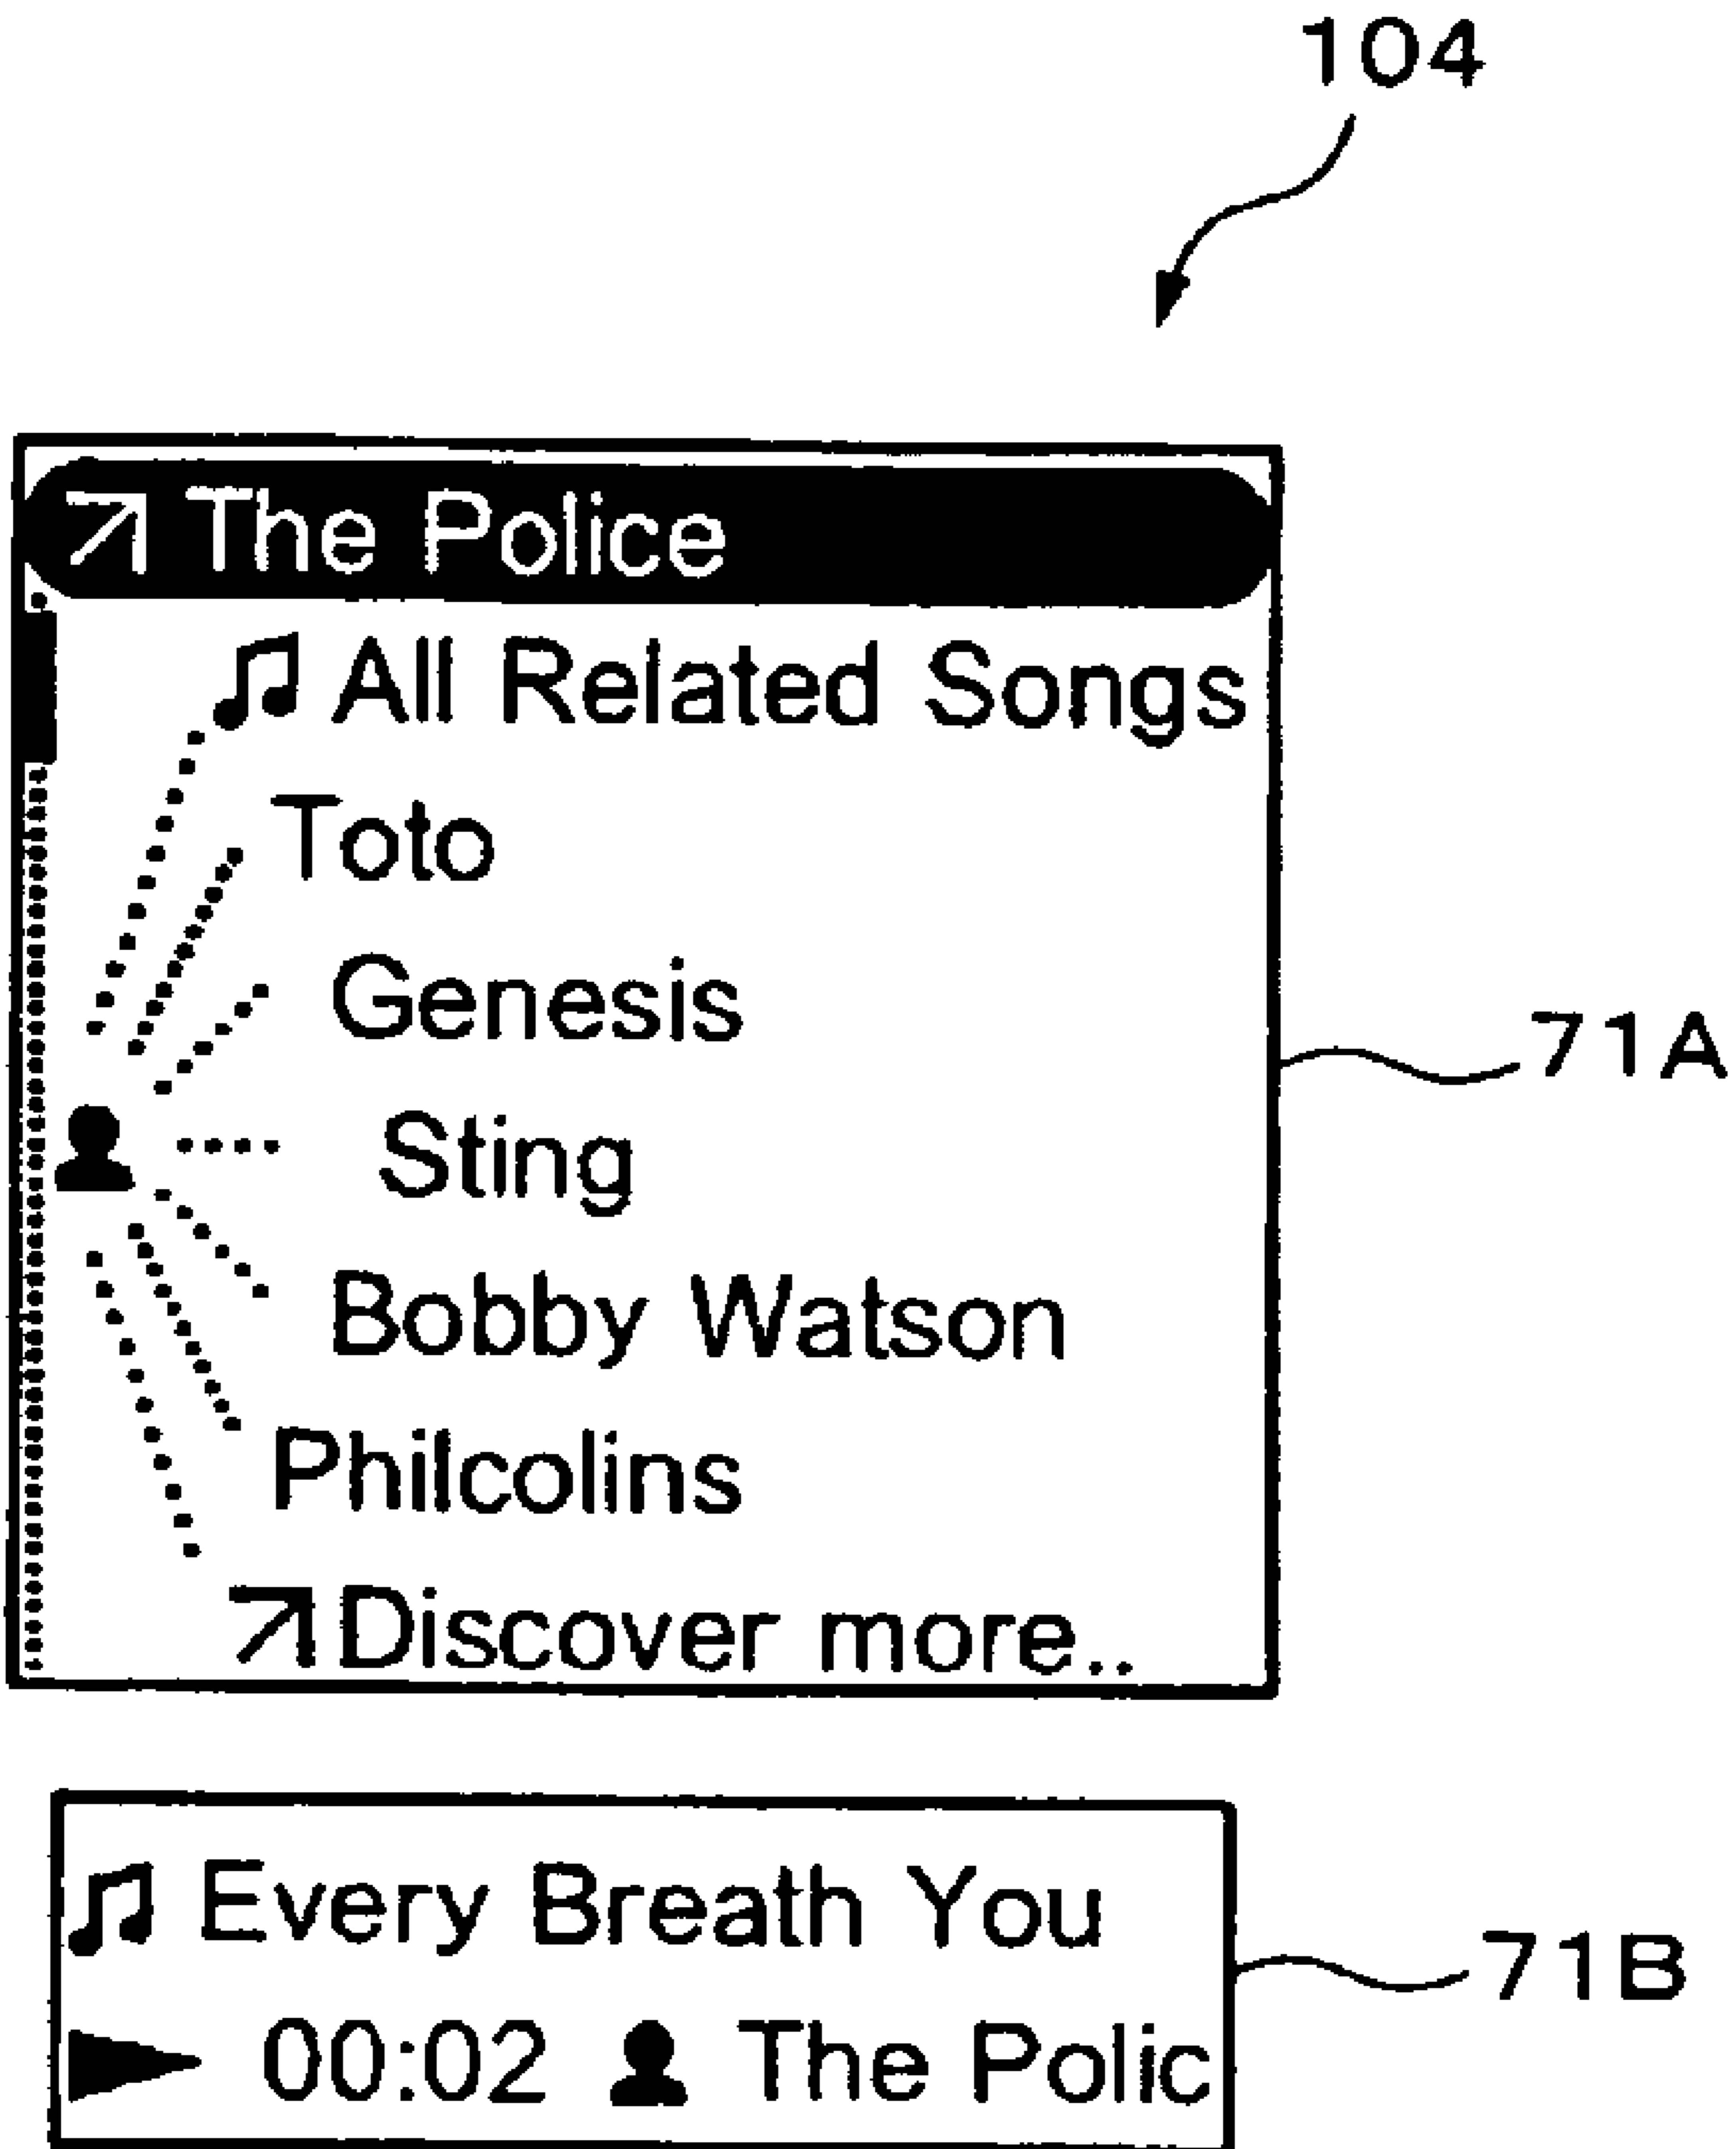 104
The Police
All Related Songs
Toto
Genesis
71A
Sting
Bobby Watson
Philcolins
Discover more..
Every Breath You
71B
00:02 The Polic